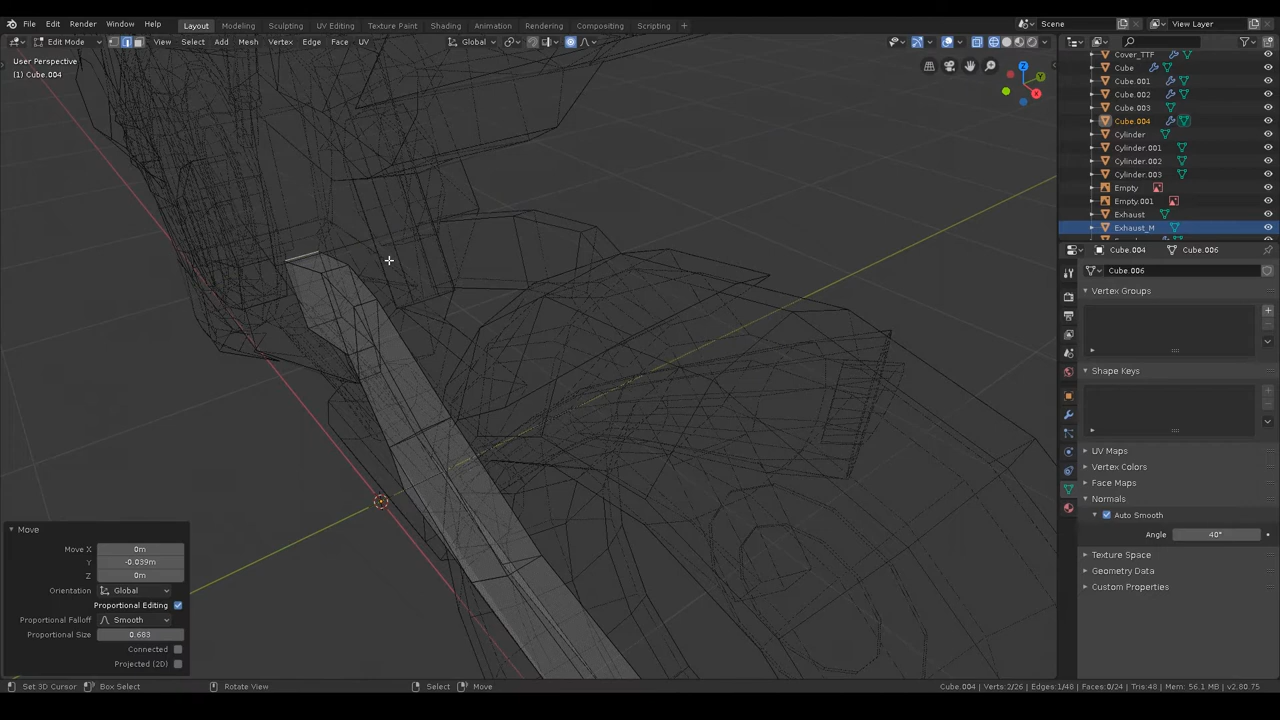 File Edit Render Window Help Layout Modeling Sculpting UV Editing Texture Paint Shading Animation Rendering Compositing Scripting + Scene View Layer
Edit Mode View Select Add Mesh Vertex Edge Face UV Global
User Perspective
(1) Cube.004
Z
Y
X
Cover_TTF
Cube
Cube.001
Cube.002
Cube.003
Cube.004
Cylinder
Cylinder.001
Cylinder.002
Cylinder.003
Empty
Empty.001
Exhaust
Exhaust_M
Cube.004 Cube.006
Cube.006
Vertex Groups
Shape Keys
UV Maps
Vertex Colors
Face Maps
Normals
Auto Smooth
Angle 40°
Texture Space
Geometry Data
Custom Properties
Move
Move X 0m
Y -0.039m
Z 0m
Orientation Global
Proportional Editing
Proportional Falloff Smooth
Proportional Size 0.683
Connected
Projected (2D)
Set 3D Cursor Box Select Rotate View Select Move Cube.004 | Verts:2/26 | Edges:1/48 | Faces:0/24 | Tris:48 | Mem: 56.1 MB | v2.80.75